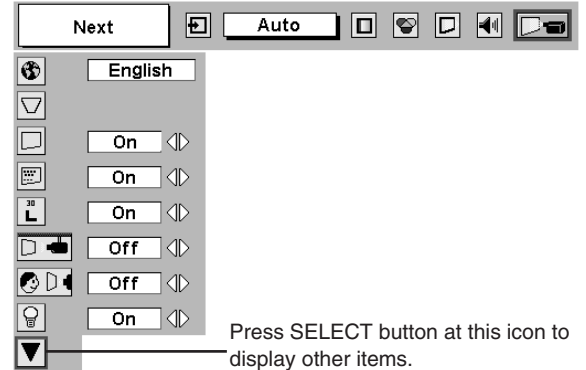 Next
Auto
English
On
On
30
L
On
Off
Off
On
Press SELECT button at this icon to
display other items.